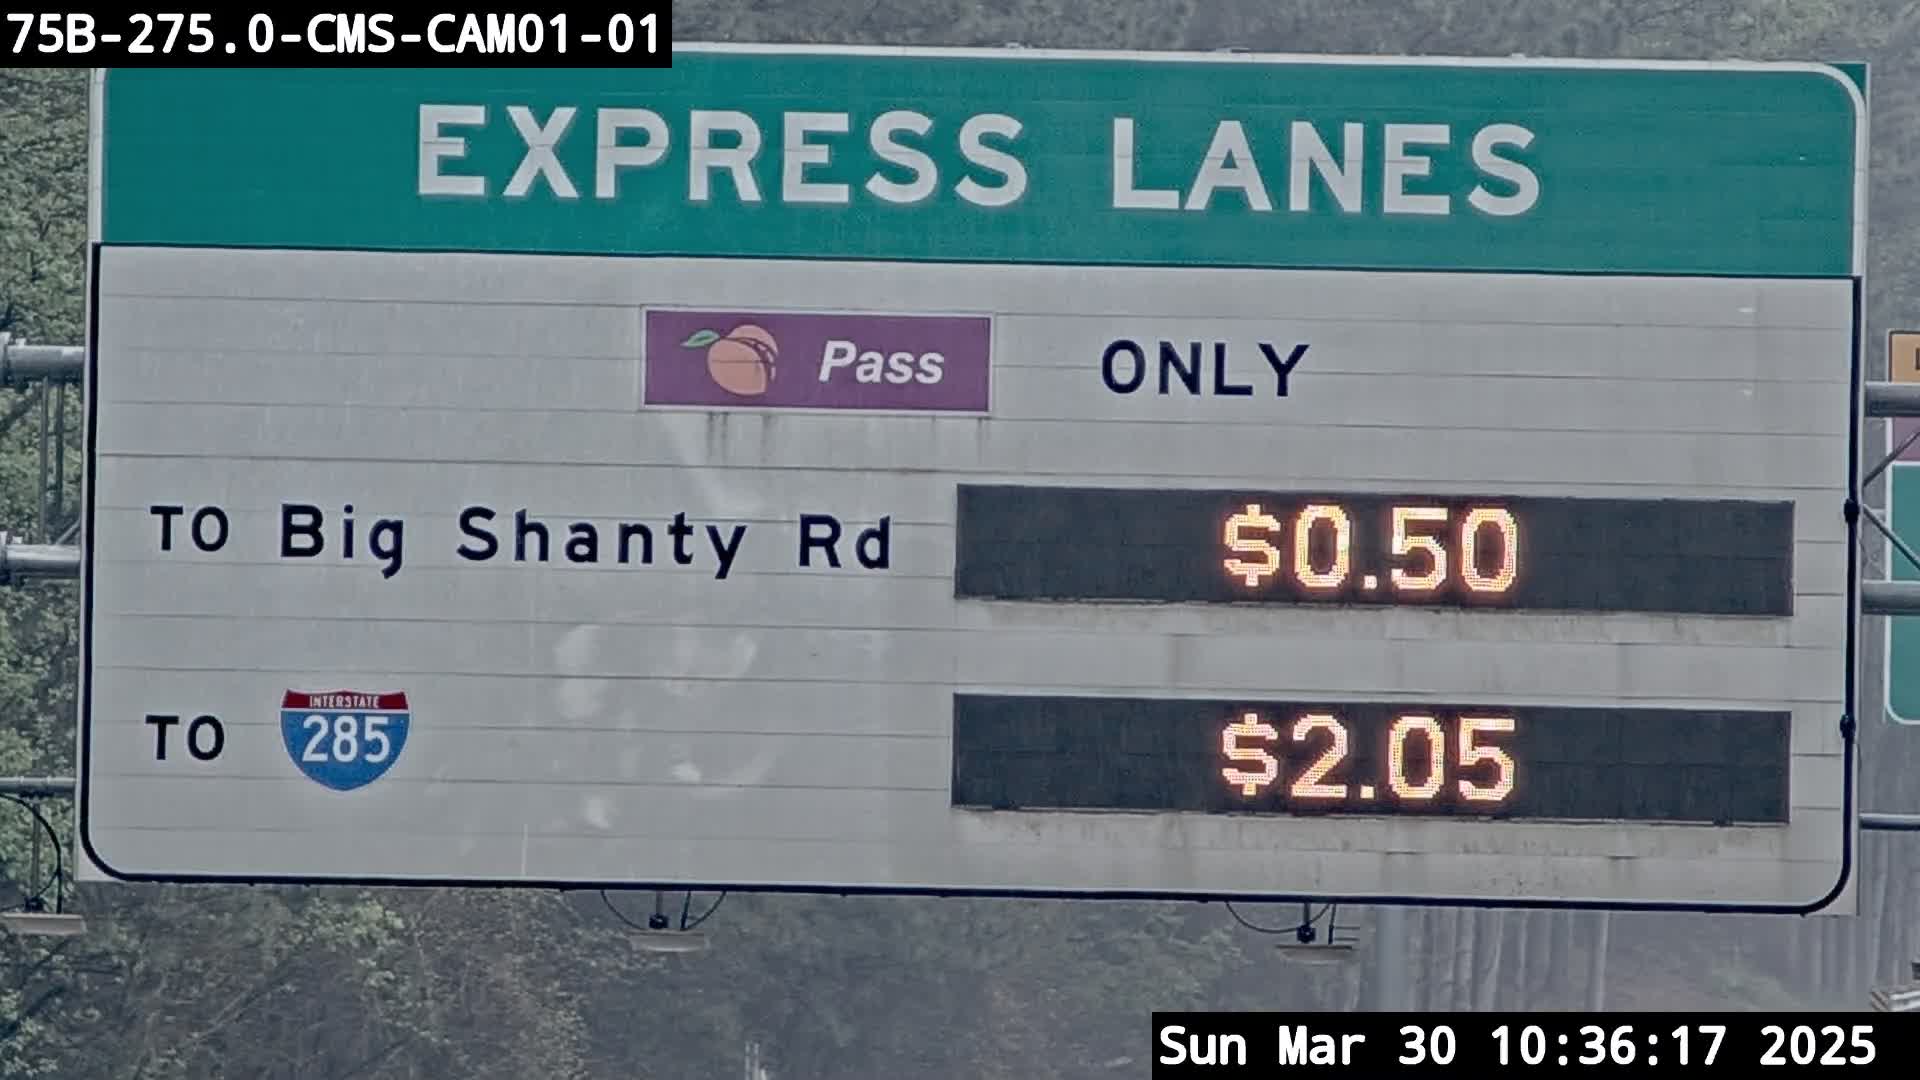 75B-275.0-CMS-CAM01-01
EXPRESS LANES
Pass ONLY
TO Big Shanty Rd $0.50
INTERSTATE
TO 285 $2.05
Sun Mar 30 10:36:17 2025